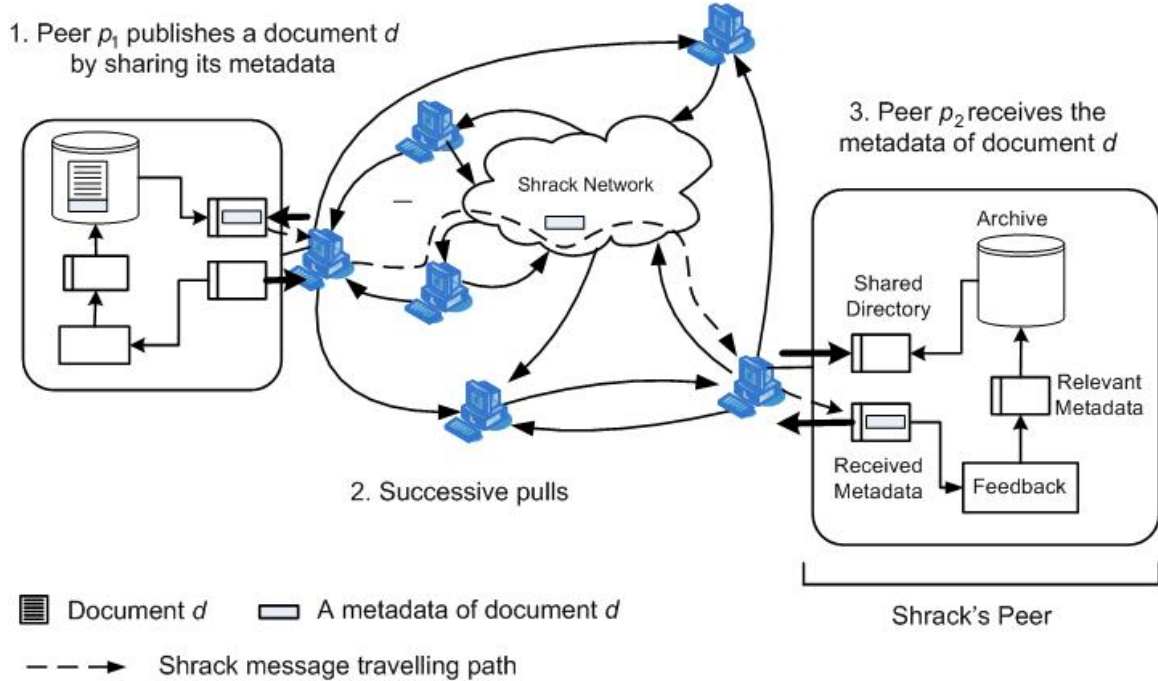 1. Peer p1 publishes a document d
by sharing its metadata
3. Peer p2 receives the
metadata of document d
Shrack Network
Archive
Shared
Directory
Relevant
Metadata
Received
Metadata
Feedback
2. Successive pulls
Shrack's Peer
Document d
A metadata of document d
Shrack message travelling path